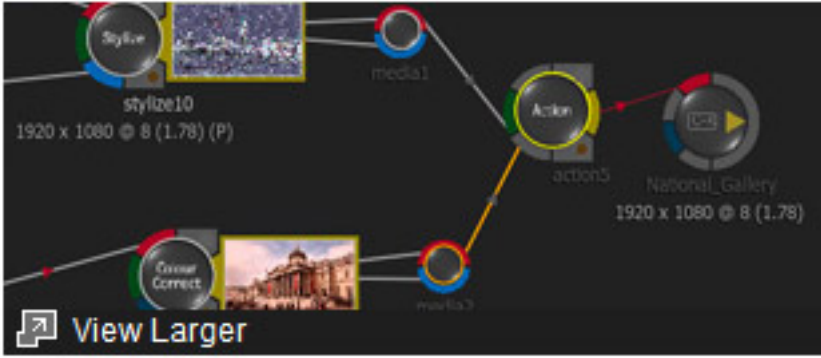 Stylize
media1
stylize10
1920 x 1080 @ 8 (1.78) (P)
Action
action5
National_Gallery
1920 x 1080 @ 8 (1.78)
Colour
Correct
media2
View Larger